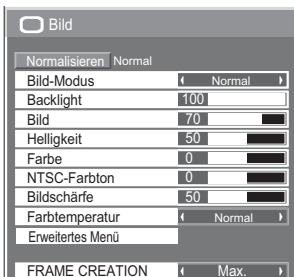 Bild
Normalisieren Normal
Bild-Modus Normal
Backlight 100
Bild 70
Helligkeit 50
Farbe 0
NTSC-Farbton 0
Bildschärfe 50
Farbtemperatur Normal
Erweitertes Menü
FRAME CREATION Max.